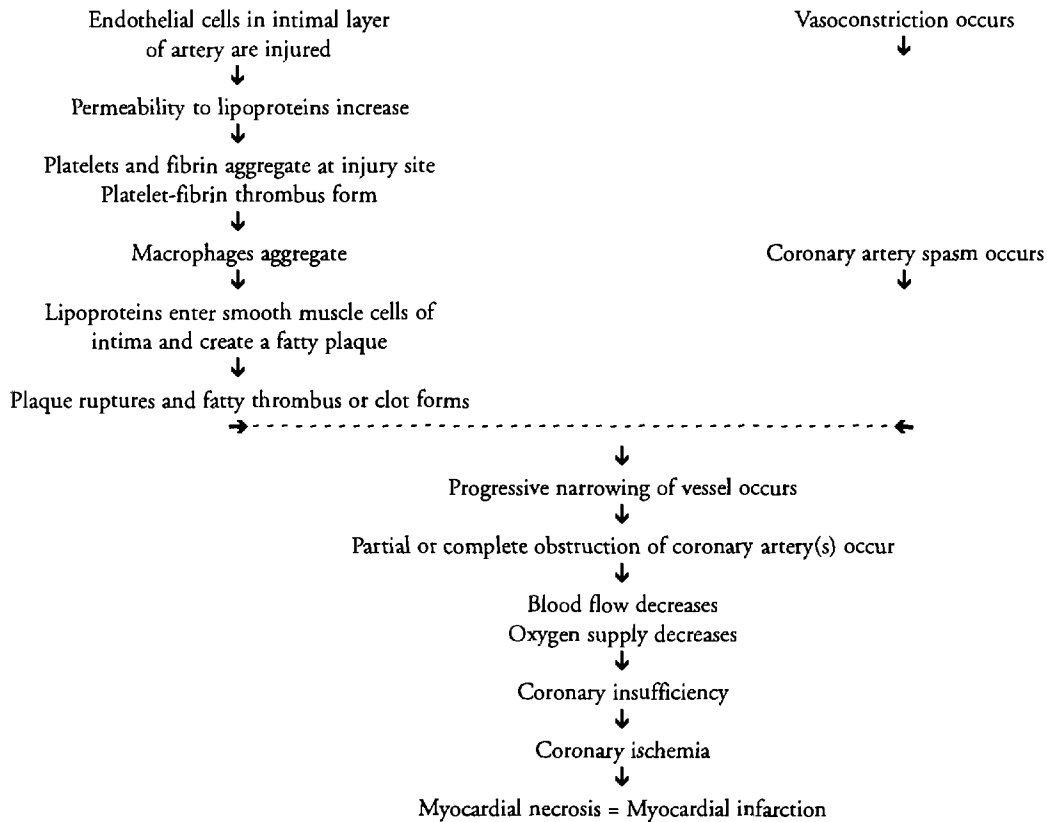 Endothelial cells in intimal layer
of artery are injured
Permeability to lipoproteins increase
Platelets and fibrin aggregate at injury site
Platelet-fibrin thrombus form
Macrophages aggregate
Lipoproteins enter smooth muscle cells of
intima and create a fatty plaque
Plaque ruptures and fatty thrombus or clot forms
Vasoconstriction occurs
Coronary artery spasm occurs
Progressive narrowing of vessel occurs
Partial or complete obstruction of coronary artery(s) occur
Blood flow decreases
Oxygen supply decreases
Coronary insufficiency
Coronary ischemia
Myocardial necrosis = Myocardial infarction